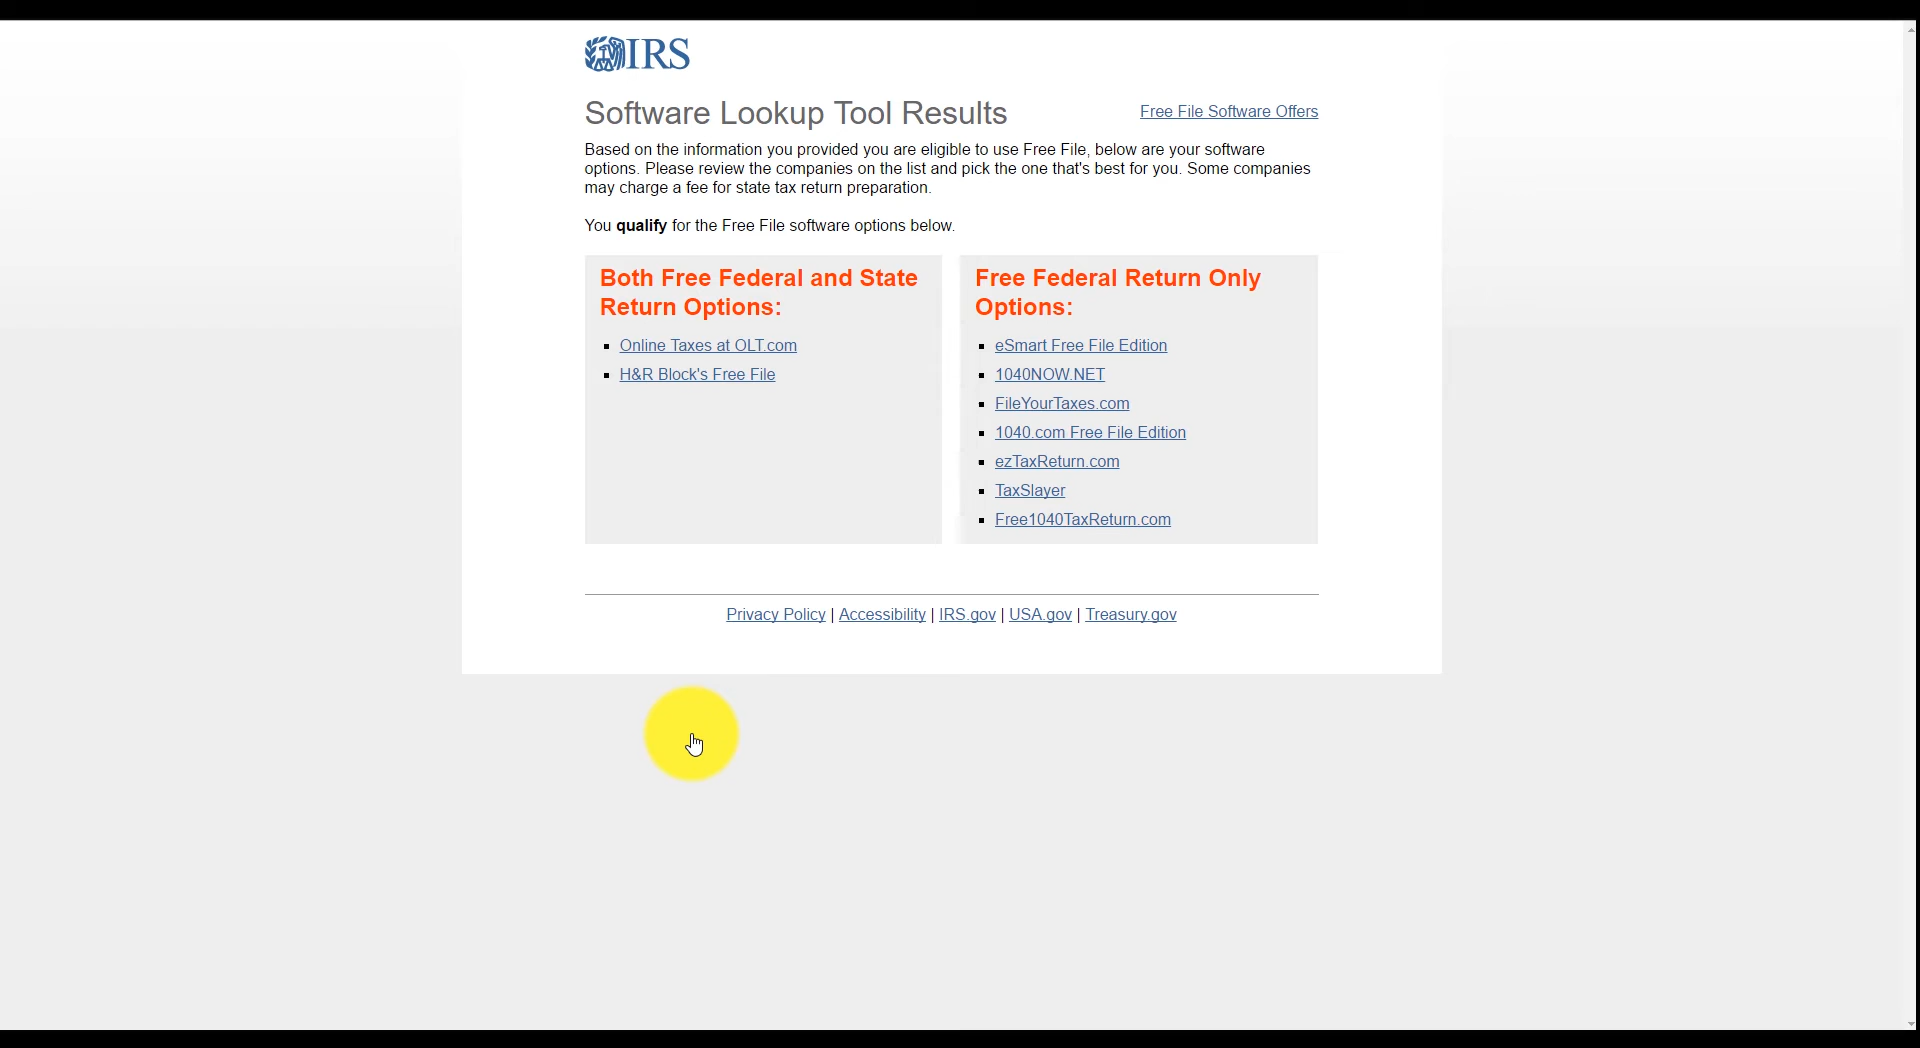 IRS
Software Lookup Tool Results
Free File Software Offers
Based on the information you provided you are eligible to use Free File, below are your software
options. Please review the companies on the list and pick the one that's best for you. Some companies
may charge a fee for state tax return preparation.
You qualify for the Free File software options below.
Both Free Federal and State
Return Options:
Online Taxes at OLT.com
H&R Block's Free File
Free Federal Return Only
Options:
eSmart Free File Edition
1040NOW.NET
FileYourTaxes.com
1040.com Free File Edition
ezTaxReturn.com
TaxSlayer
Free1040TaxReturn.com
Privacy Policy | Accessibility | IRS.gov | USA.gov | Treasury.gov